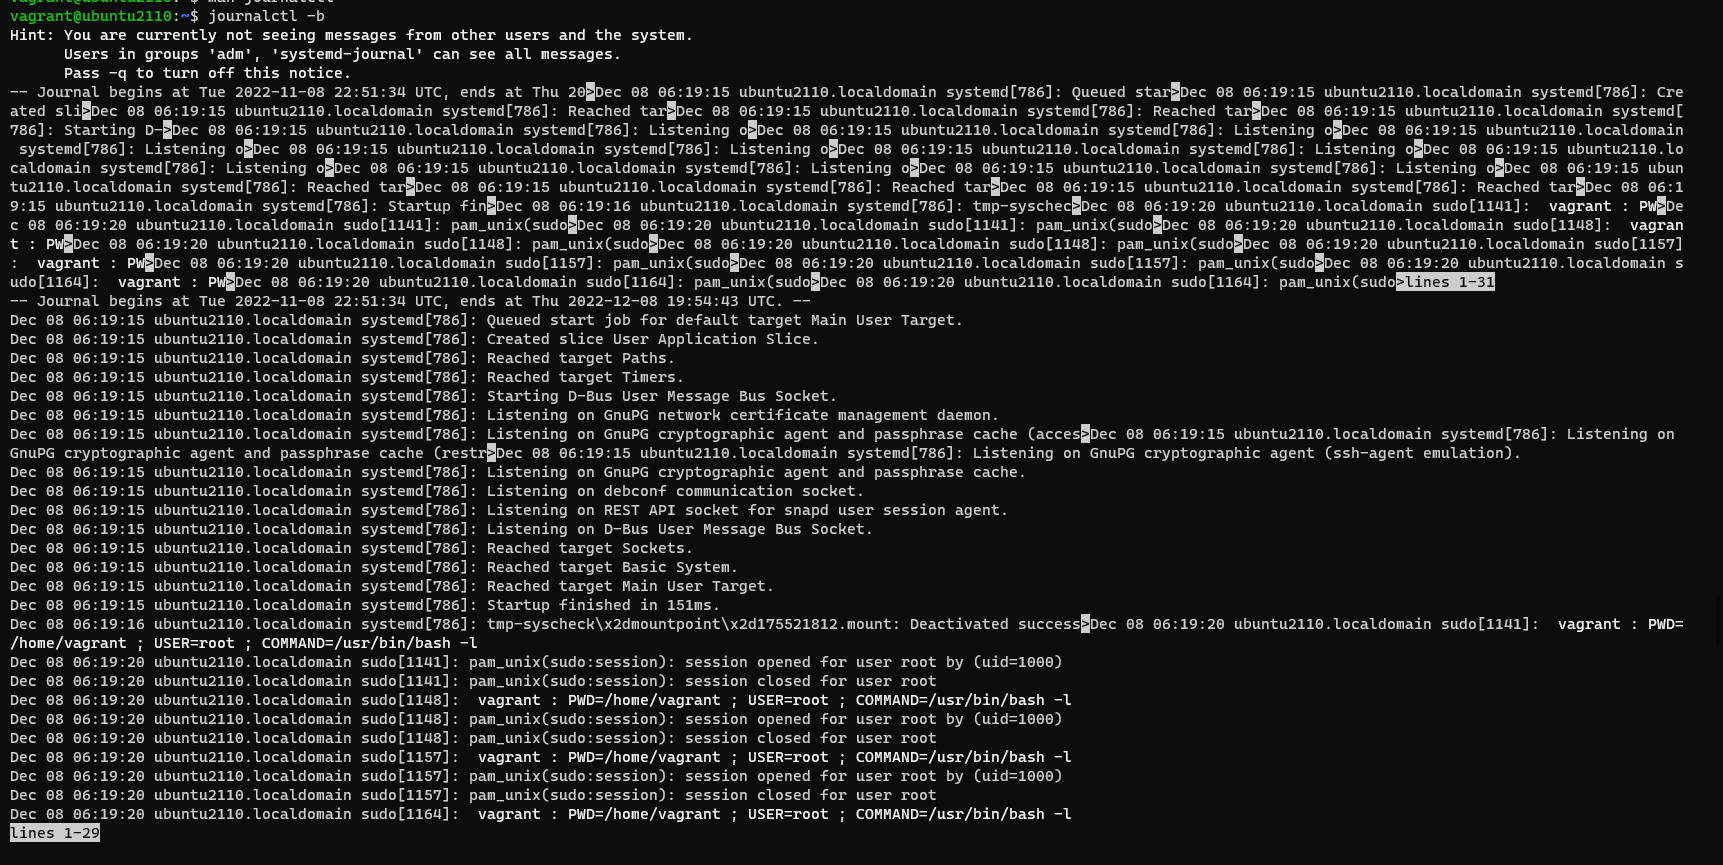 vagrant@ubuntu2110:~$ man journalctl
vagrant@ubuntu2110:~$ journalctl -b
Hint: You are currently not seeing messages from other users and the system.
      Users in groups 'adm', 'systemd-journal' can see all messages.
      Pass -q to turn off this notice.
-- Journal begins at Tue 2022-11-08 22:51:34 UTC, ends at Thu 20>Dec 08 06:19:15 ubuntu2110.localdomain systemd[786]: Queued star>Dec 08 06:19:15 ubuntu2110.localdomain systemd[786]: Cre
ated sli>Dec 08 06:19:15 ubuntu2110.localdomain systemd[786]: Reached tar>Dec 08 06:19:15 ubuntu2110.localdomain systemd[786]: Reached tar>Dec 08 06:19:15 ubuntu2110.localdomain systemd[
786]: Starting D->Dec 08 06:19:15 ubuntu2110.localdomain systemd[786]: Listening o>Dec 08 06:19:15 ubuntu2110.localdomain systemd[786]: Listening o>Dec 08 06:19:15 ubuntu2110.localdomain
 systemd[786]: Listening o>Dec 08 06:19:15 ubuntu2110.localdomain systemd[786]: Listening o>Dec 08 06:19:15 ubuntu2110.localdomain systemd[786]: Listening o>Dec 08 06:19:15 ubuntu2110.lo
caldomain systemd[786]: Listening o>Dec 08 06:19:15 ubuntu2110.localdomain systemd[786]: Listening o>Dec 08 06:19:15 ubuntu2110.localdomain systemd[786]: Listening o>Dec 08 06:19:15 ubun
tu2110.localdomain systemd[786]: Reached tar>Dec 08 06:19:15 ubuntu2110.localdomain systemd[786]: Reached tar>Dec 08 06:19:15 ubuntu2110.localdomain systemd[786]: Reached tar>Dec 08 06:1
9:15 ubuntu2110.localdomain systemd[786]: Startup fin>Dec 08 06:19:16 ubuntu2110.localdomain systemd[786]: tmp-syschec>Dec 08 06:19:20 ubuntu2110.localdomain sudo[1141]:  vagrant : PW>De
c 08 06:19:20 ubuntu2110.localdomain sudo[1141]: pam_unix(sudo>Dec 08 06:19:20 ubuntu2110.localdomain sudo[1141]: pam_unix(sudo>Dec 08 06:19:20 ubuntu2110.localdomain sudo[1148]:  vagran
t : PW>Dec 08 06:19:20 ubuntu2110.localdomain sudo[1148]: pam_unix(sudo>Dec 08 06:19:20 ubuntu2110.localdomain sudo[1148]: pam_unix(sudo>Dec 08 06:19:20 ubuntu2110.localdomain sudo[1157]
:  vagrant : PW>Dec 08 06:19:20 ubuntu2110.localdomain sudo[1157]: pam_unix(sudo>Dec 08 06:19:20 ubuntu2110.localdomain sudo[1157]: pam_unix(sudo>Dec 08 06:19:20 ubuntu2110.localdomain s
udo[1164]:  vagrant : PW>Dec 08 06:19:20 ubuntu2110.localdomain sudo[1164]: pam_unix(sudo>Dec 08 06:19:20 ubuntu2110.localdomain sudo[1164]: pam_unix(sudo>lines 1-31
-- Journal begins at Tue 2022-11-08 22:51:34 UTC, ends at Thu 2022-12-08 19:54:43 UTC. --
Dec 08 06:19:15 ubuntu2110.localdomain systemd[786]: Queued start job for default target Main User Target.
Dec 08 06:19:15 ubuntu2110.localdomain systemd[786]: Created slice User Application Slice.
Dec 08 06:19:15 ubuntu2110.localdomain systemd[786]: Reached target Paths.
Dec 08 06:19:15 ubuntu2110.localdomain systemd[786]: Reached target Timers.
Dec 08 06:19:15 ubuntu2110.localdomain systemd[786]: Starting D-Bus User Message Bus Socket.
Dec 08 06:19:15 ubuntu2110.localdomain systemd[786]: Listening on GnuPG network certificate management daemon.
Dec 08 06:19:15 ubuntu2110.localdomain systemd[786]: Listening on GnuPG cryptographic agent and passphrase cache (acces>Dec 08 06:19:15 ubuntu2110.localdomain systemd[786]: Listening on
GnuPG cryptographic agent and passphrase cache (restr>Dec 08 06:19:15 ubuntu2110.localdomain systemd[786]: Listening on GnuPG cryptographic agent (ssh-agent emulation).
Dec 08 06:19:15 ubuntu2110.localdomain systemd[786]: Listening on GnuPG cryptographic agent and passphrase cache.
Dec 08 06:19:15 ubuntu2110.localdomain systemd[786]: Listening on debconf communication socket.
Dec 08 06:19:15 ubuntu2110.localdomain systemd[786]: Listening on REST API socket for snapd user session agent.
Dec 08 06:19:15 ubuntu2110.localdomain systemd[786]: Listening on D-Bus User Message Bus Socket.
Dec 08 06:19:15 ubuntu2110.localdomain systemd[786]: Reached target Sockets.
Dec 08 06:19:15 ubuntu2110.localdomain systemd[786]: Reached target Basic System.
Dec 08 06:19:15 ubuntu2110.localdomain systemd[786]: Reached target Main User Target.
Dec 08 06:19:15 ubuntu2110.localdomain systemd[786]: Startup finished in 151ms.
Dec 08 06:19:16 ubuntu2110.localdomain systemd[786]: tmp-syscheck\x2dmountpoint\x2d175521812.mount: Deactivated success>Dec 08 06:19:20 ubuntu2110.localdomain sudo[1141]:  vagrant : PWD=
/home/vagrant ; USER=root ; COMMAND=/usr/bin/bash -l
Dec 08 06:19:20 ubuntu2110.localdomain sudo[1141]: pam_unix(sudo:session): session opened for user root by (uid=1000)
Dec 08 06:19:20 ubuntu2110.localdomain sudo[1141]: pam_unix(sudo:session): session closed for user root
Dec 08 06:19:20 ubuntu2110.localdomain sudo[1148]:  vagrant : PWD=/home/vagrant ; USER=root ; COMMAND=/usr/bin/bash -l
Dec 08 06:19:20 ubuntu2110.localdomain sudo[1148]: pam_unix(sudo:session): session opened for user root by (uid=1000)
Dec 08 06:19:20 ubuntu2110.localdomain sudo[1148]: pam_unix(sudo:session): session closed for user root
Dec 08 06:19:20 ubuntu2110.localdomain sudo[1157]:  vagrant : PWD=/home/vagrant ; USER=root ; COMMAND=/usr/bin/bash -l
Dec 08 06:19:20 ubuntu2110.localdomain sudo[1157]: pam_unix(sudo:session): session opened for user root by (uid=1000)
Dec 08 06:19:20 ubuntu2110.localdomain sudo[1157]: pam_unix(sudo:session): session closed for user root
Dec 08 06:19:20 ubuntu2110.localdomain sudo[1164]:  vagrant : PWD=/home/vagrant ; USER=root ; COMMAND=/usr/bin/bash -l
lines 1-29